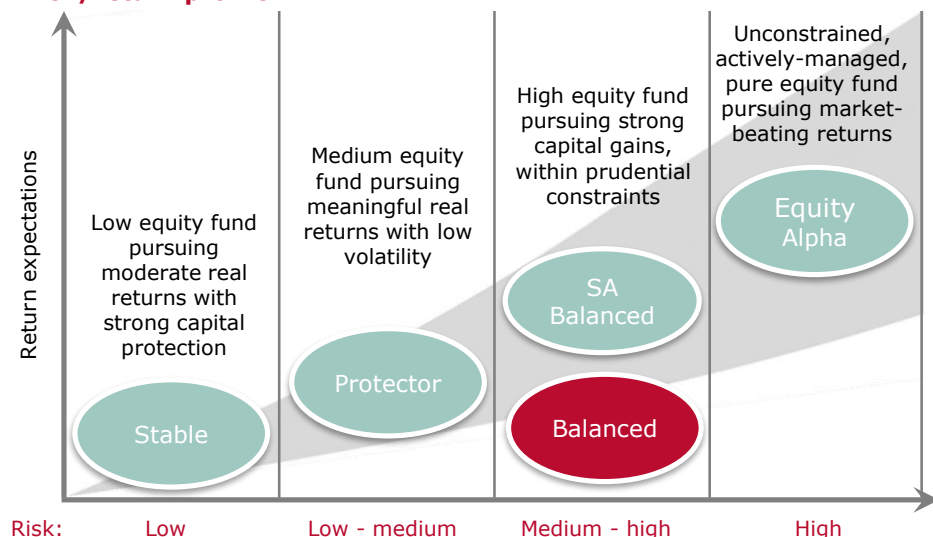 Return expectations
Low equity fund
pursuing
moderate real
returns with
strong capital
protection
Stable
Medium equity
fund pursuing
meaningful real
returns with low
volatility
Protector
High equity fund
pursuing strong
capital gains,
within prudential
constraints
SA
Balanced
Balanced
Unconstrained,
actively-managed,
pure equity fund
pursuing market-
beating returns
Equity
Alpha
Risk:
Low
Low - medium
Medium - high
High